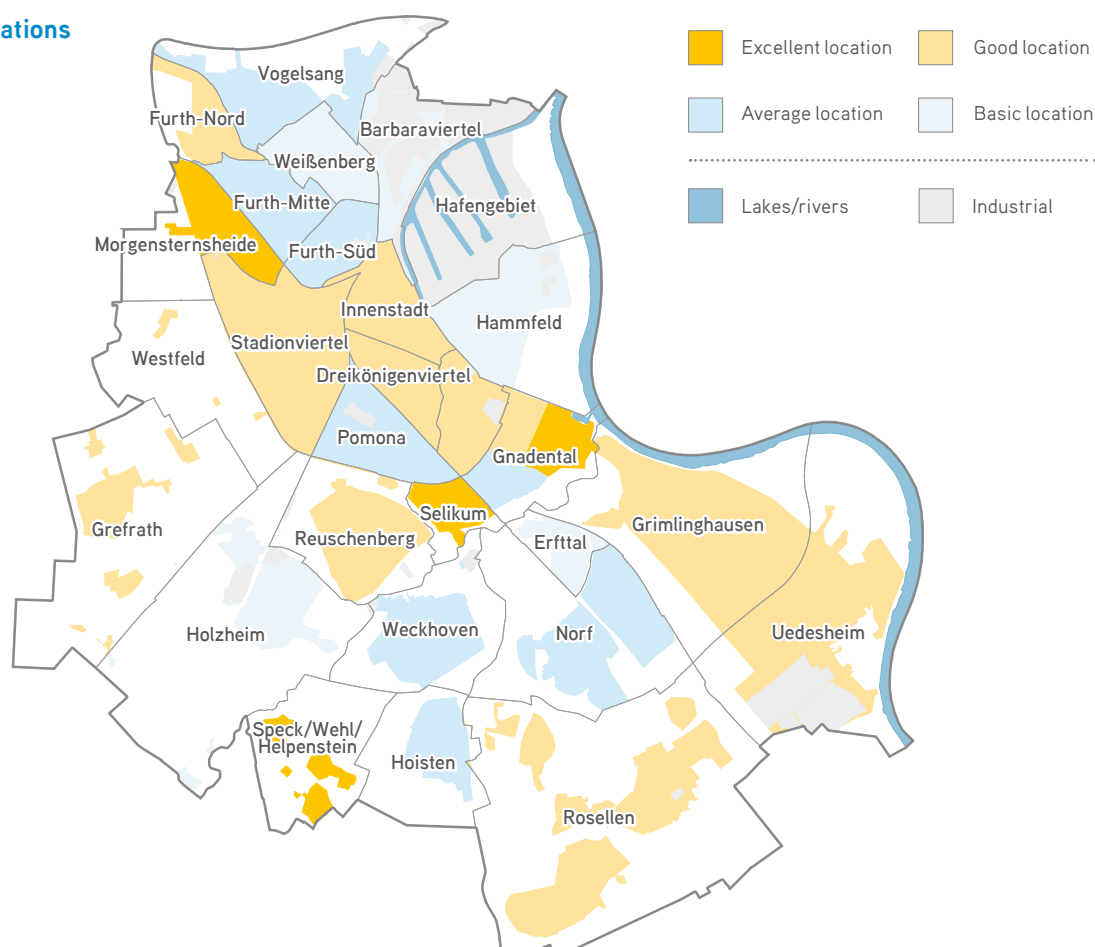 ations
Excellent location
Good location
Average location
Basic location
Lakes/rivers
Industrial
Vogelsang
Furth-Nord
Barbaraviertel
Weißenberg
Furth-Mitte
Hafengebiet
Morgensternsheide
Furth-Süd
Innenstadt
Hammfeld
Stadionviertel
Westfeld
Dreikönigenviertel
Pomona
Gnadental
Selikum
Grimlinghausen
Grefrath
Reuschenberg
Erfttal
Holzheim
Weckhoven
Norf
Uedesheim
Speck/Wehl/
Helpenstein
Hoisten
Rosellen